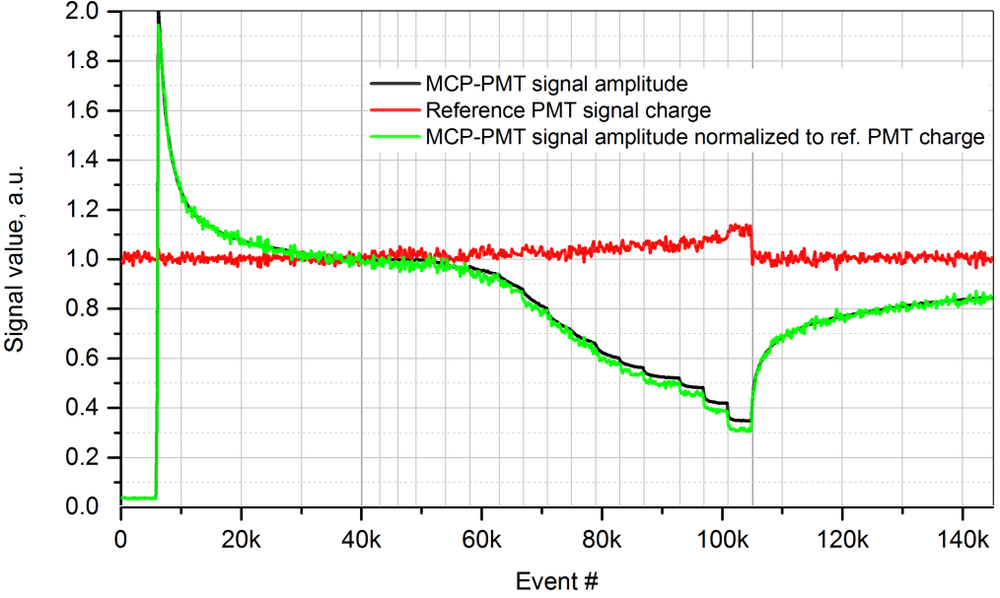 2.0
1.8
1.6
1.4
1.2
1.0
0.8
0.6
0.4
0.2
0.0
Signal value, a.u.
MCP-PMT signal amplitude
Reference PMT signal charge
MCP-PMT signal amplitude normalized to ref. PMT charge
0 20k 40k 60k 80k 100k 120k 140k
Event #